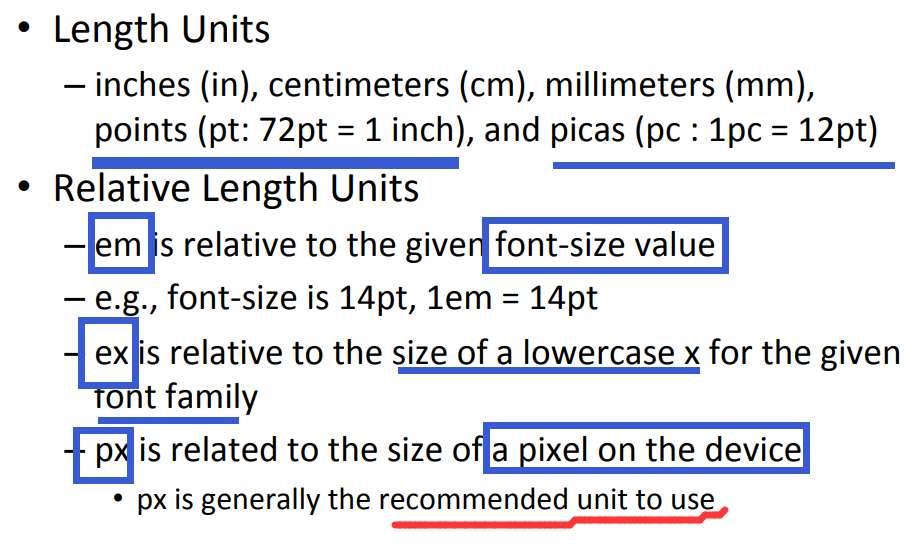 • Length Units
– inches (in), centimeters (cm), millimeters (mm),
points (pt: 72pt = 1 inch), and picas (pc : 1pc = 12pt)
• Relative Length Units
– em is relative to the given font-size value
– e.g., font-size is 14pt, 1em = 14pt
– ex is relative to the size of a lowercase x for the given
font family
– px is related to the size of a pixel on the device
• px is generally the recommended unit to use